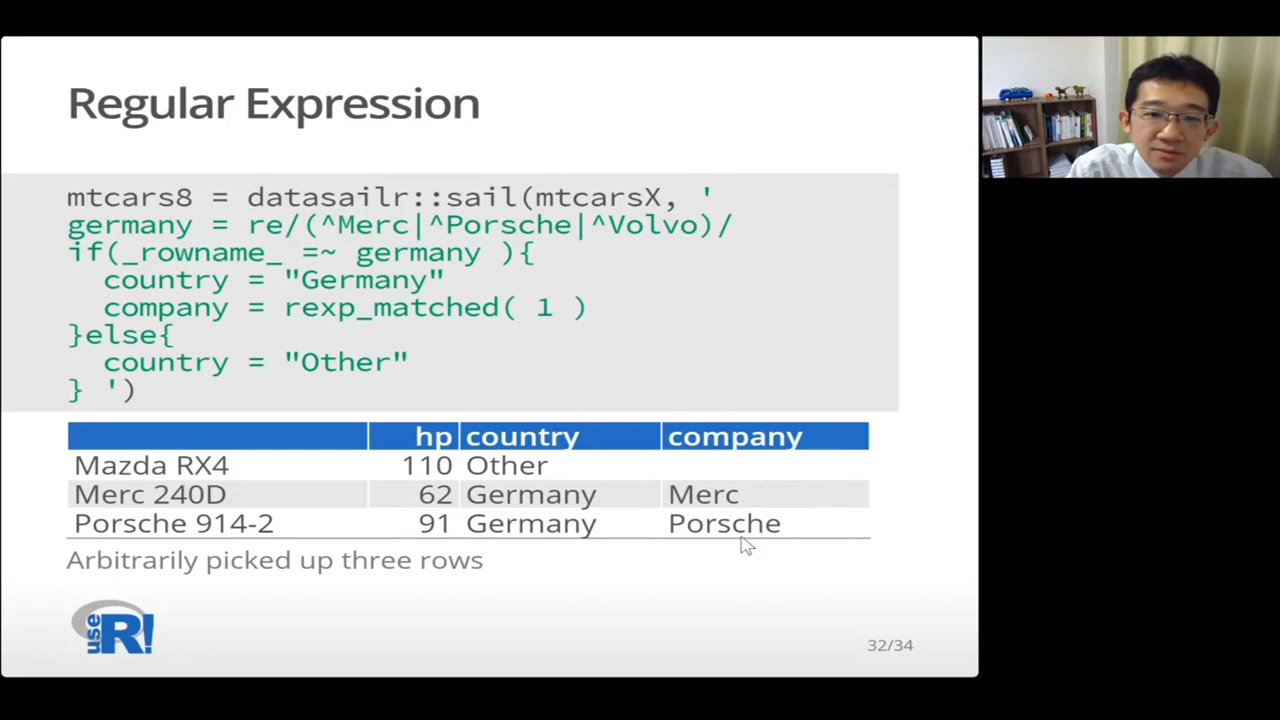 Regular Expression
mtcars8 = datasailr::sail(mtcarsX, '
germany = re/(^Merc|^Porsche|^Volvo)/
if(_rowname_ =~ germany ){
country = "Germany"
company = rexp_matched( 1 )
}else{
country = "Other"
} ')
hp country company
Mazda RX4 110 Other
Merc 240D 62 Germany Merc
Porsche 914-2 91 Germany Porsche
Arbitrarily picked up three rows
use R!
32/34